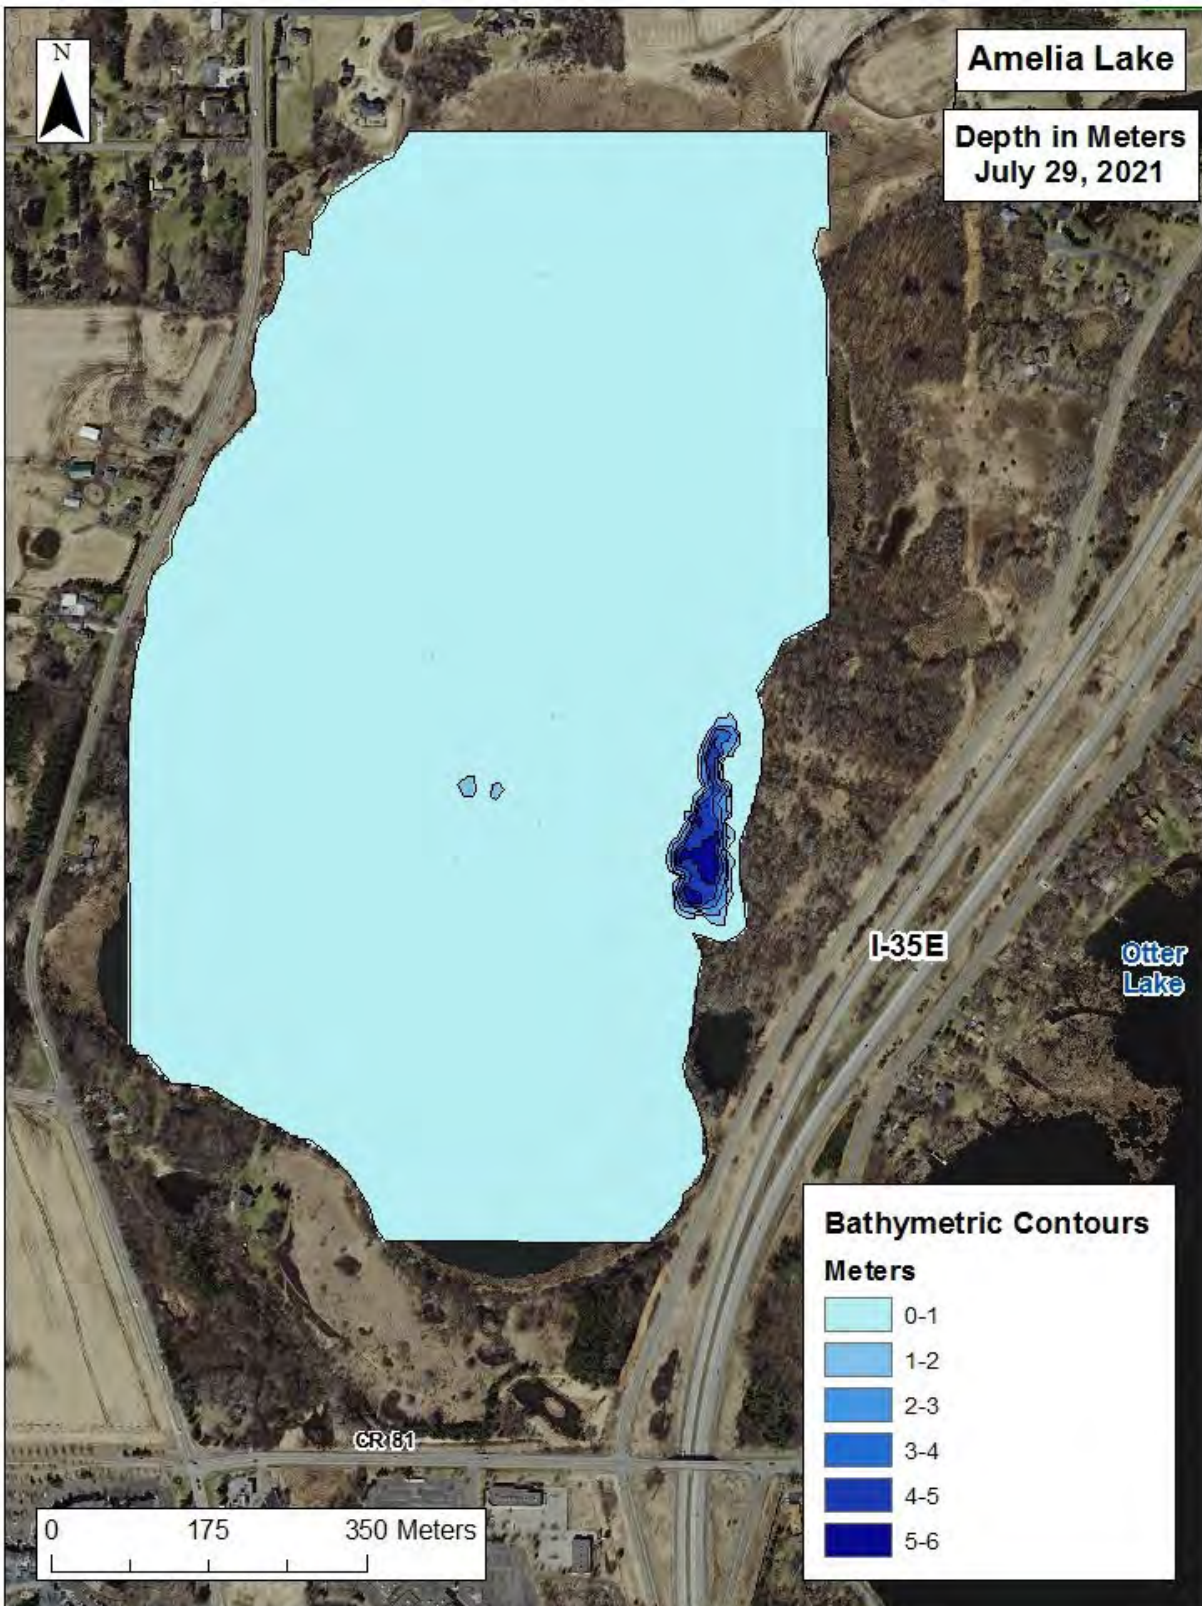 N
Amelia Lake
Depth in Meters
July 29, 2021
I-35E
Otter
Lake
Bathymetric Contours
Meters
0-1
1-2
2-3
3-4
4-5
5-6
CR 81
0 175 350 Meters